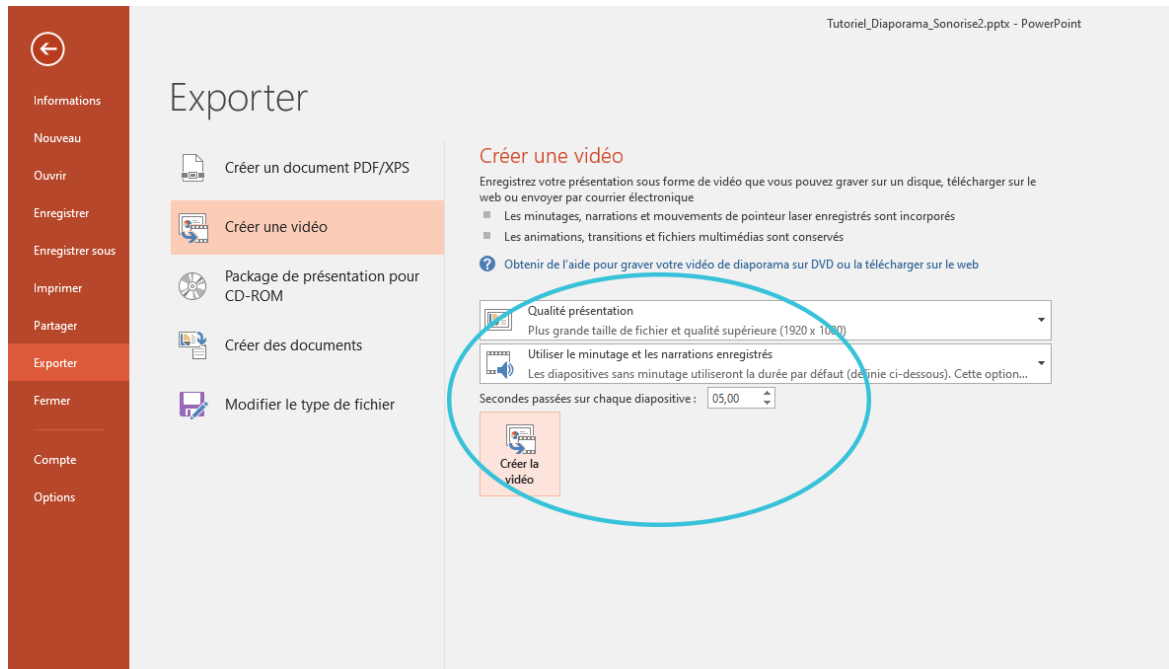 Tutoriel_Diaporama_Sonorise2.pptx - PowerPoint
Informations
Nouveau
Ouvrir
Enregistrer
Enregistrer sous
Imprimer
Partager
Exporter
Fermer
Compte
Options
Exporter
Créer un document PDF/XPS
Créer une vidéo
Package de présentation pour
CD-ROM
Créer des documents
Modifier le type de fichier
Créer une vidéo
Enregistrez votre présentation sous forme de vidéo que vous pouvez graver sur un disque, télécharger sur le
web ou envoyer par courrier électronique
Les minutages, narrations et mouvements de pointeur laser enregistrés sont incorporés
Les animations, transitions et fichiers multimédias sont conservés
Obtenir de l'aide pour graver votre vidéo de diaporama sur DVD ou la télécharger sur le web
Qualité présentation
Plus grande taille de fichier et qualité supérieure (1920 x 1080)
Utiliser le minutage et les narrations enregistrés
Les diapositives sans minutage utiliseront la durée par défaut (définie ci-dessous). Cette option...
Secondes passées sur chaque diapositive : 05,00
Créer la
vidéo